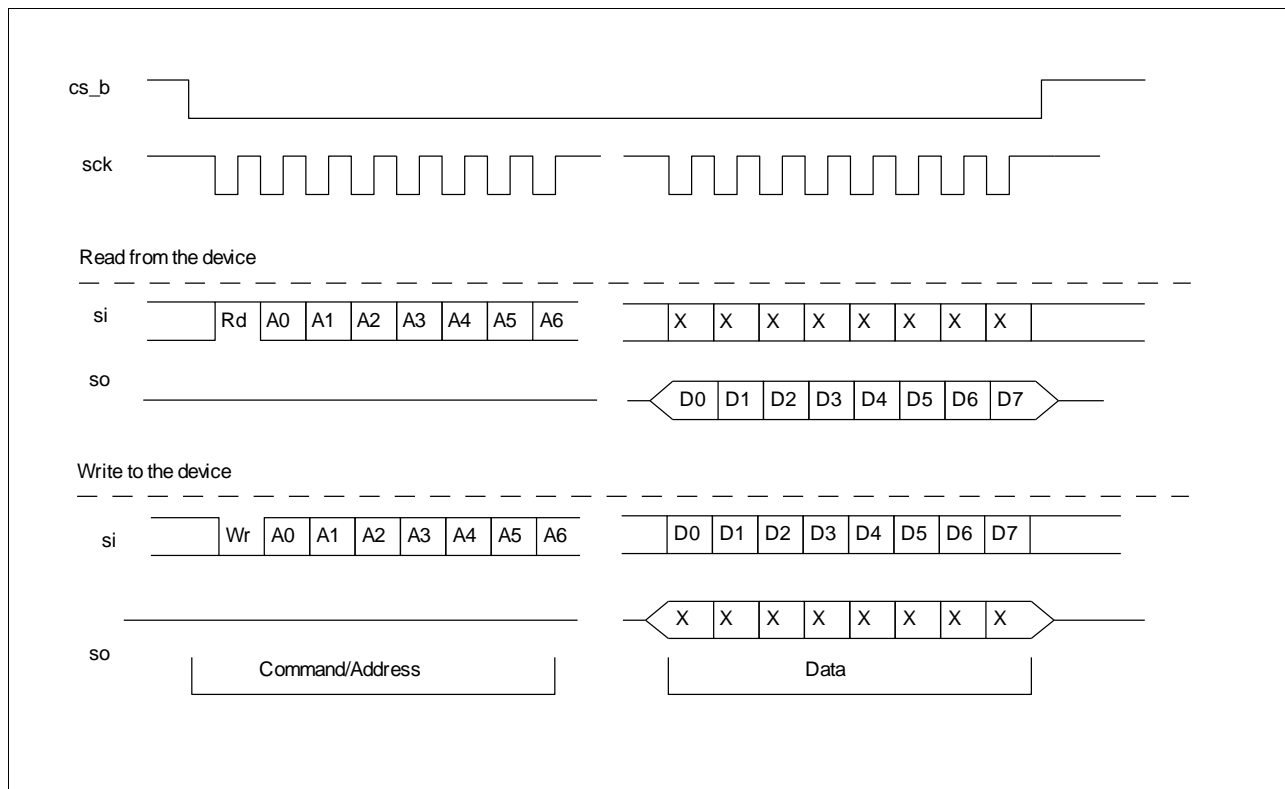 cs_b
sck
Read from the device
si Rd A0 A1 A2 A3 A4 A5 A6 X X X X X X X X
so D0 D1 D2 D3 D4 D5 D6 D7
Write to the device
si Wr A0 A1 A2 A3 A4 A5 A6 D0 D1 D2 D3 D4 D5 D6 D7
X X X X X X X X
so
Command/Address Data